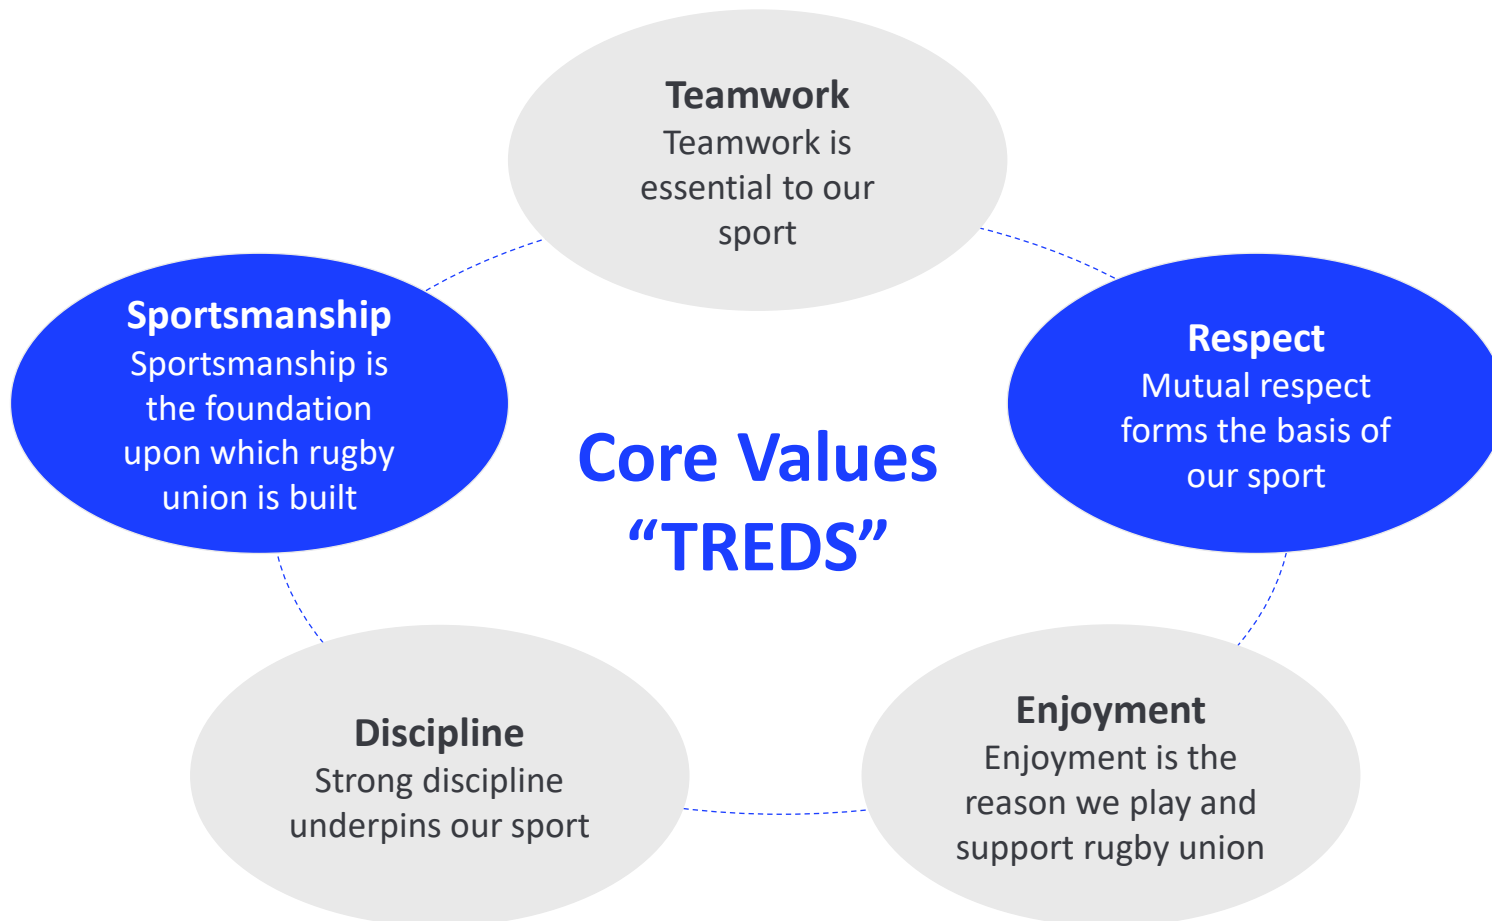 Teamwork
Teamwork is
essential to our
sport
Sportsmanship
Sportsmanship is
the foundation
upon which rugby
union is built
Respect
Mutual respect
forms the basis of
our sport
Core Values
“TREDS”
Discipline
Strong discipline
underpins our sport
Enjoyment
Enjoyment is the
reason we play and
support rugby union